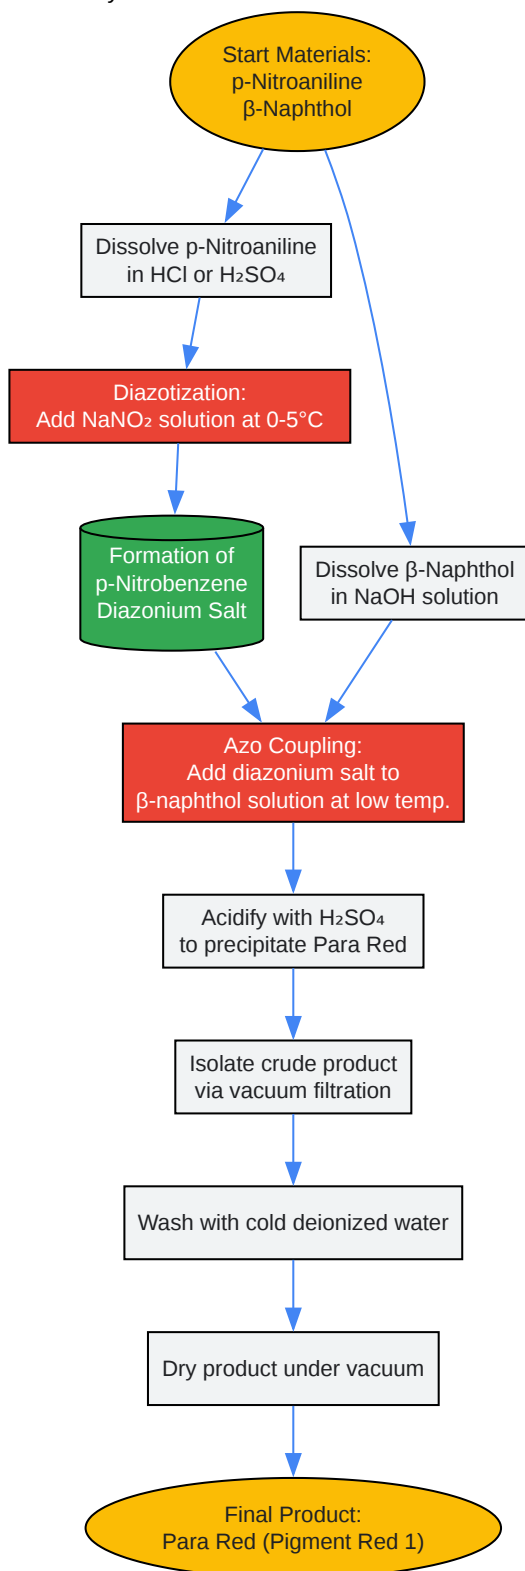 Start Materials:
p-Nitroaniline
β-Naphthol
Dissolve p-Nitroaniline
in HCl or H₂SO₄
Diazotization:
Add NaNO₂ solution at 0-5°C
Formation of
p-Nitrobenzene
Diazonium Salt
Dissolve β-Naphthol
in NaOH solution
Azo Coupling:
Add diazonium salt to
β-naphthol solution at low temp.
Acidify with H₂SO₄
to precipitate Para Red
Isolate crude product
via vacuum filtration
Wash with cold deionized water
Dry product under vacuum
Final Product:
Para Red (Pigment Red 1)